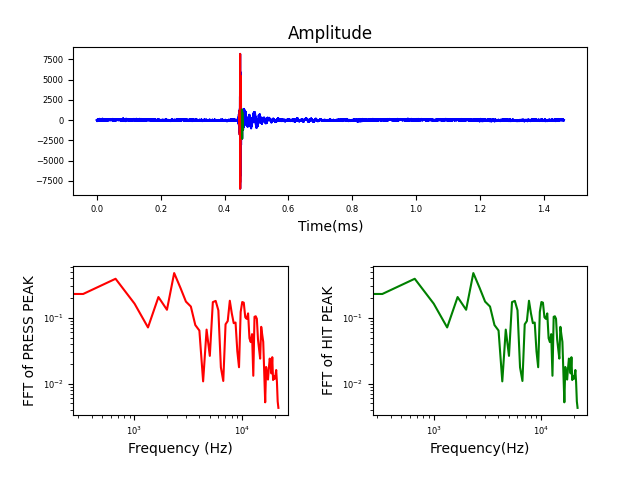 Amplitude
7500
5000
2500
0
−2500
−5000
−7500
0.0 0.2 0.4 0.6 0.8 1.0 1.2 1.4
Time(ms)
FFT of PRESS PEAK
10⁻¹
10⁻²
10³ 10⁴
Frequency (Hz)
FFT of HIT PEAK
10⁻¹
10⁻²
10³ 10⁴
Frequency(Hz)